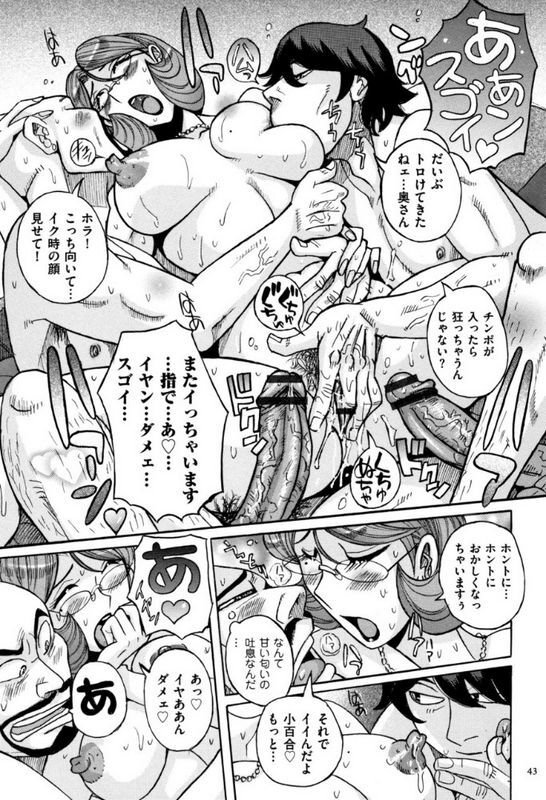 ああン
スゴイ♡
だいぶ
トロけてきた
ねェ…奥さん
ホラ！
こっち向いて…
イク時の顔
見せて！
チンポが
入ったら
狂っちゃうん
じゃない？
またイっちゃいます
…指で…あ♡…
イヤン…ダメェ…
スゴイ…
ホントに…
ホントに
おかしくなっ
ちゃいますぅ
なんて
甘い匂いの
吐息なんだ
!?
それで
イイんだよ
小百合♡
もっと…
あ♡
あ
あっ♡
イヤああん
ダメェ♡
43